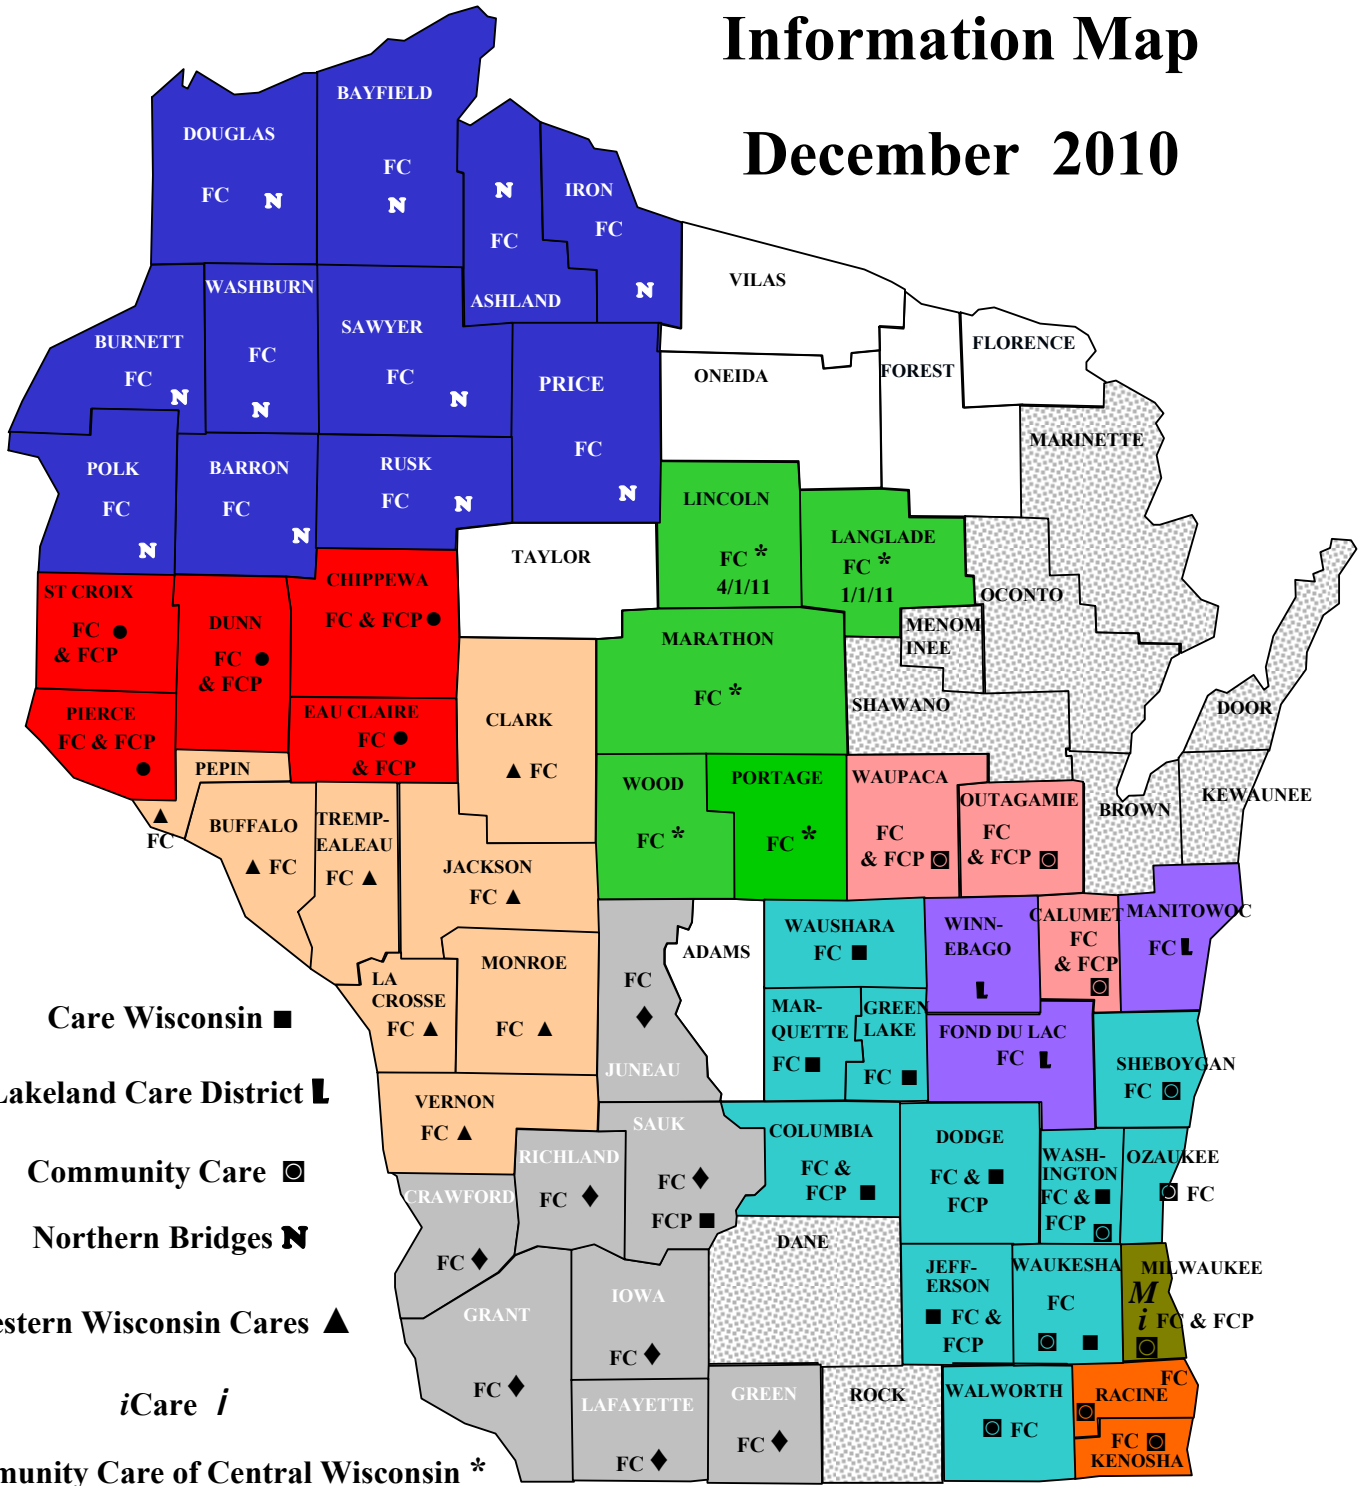 Information Map
December 2010
BAYFIELD
FC
N
DOUGLAS
FC N
N
FC
ASHLAND
IRON
FC
N
VILAS
WASHBURN
FC
N
SAWYER
FC
N
BURNETT
FC
N
PRICE
FC
N
ONEIDA
FOREST
FLORENCE
MARINETTE
POLK
FC
N
BARRON
FC
N
RUSK
FC N
LINCOLN
FC *
4/1/11
LANGLADE
FC *
1/1/11
TAYLOR
OCONTO
MENOM
INEE
ST CROIX
FC ●
& FCP
DUNN
FC ●
& FCP
CHIPPEWA
FC & FCP ●
MARATHON
FC *
SHAWANO
DOOR
PIERCE
FC & FCP
●
EAU CLAIRE
FC ●
& FCP
CLARK
▲ FC
PEPIN
▲
FC
WOOD
FC *
PORTAGE
FC *
WAUPACA
FC
& FCP ◙
OUTAGAMIE
FC
& FCP ◙
BROWN
KEWAUNEE
BUFFALO
▲ FC
TREMP-
EALEAU
FC ▲
JACKSON
FC ▲
WAUSHARA
FC ■
WINN-
EBAGO
L
CALUMET
FC
& FCP
◙
MANITOWOC
FC L
ADAMS
FC
♦
JUNEAU
LA
CROSSE
FC ▲
MONROE
FC ▲
MAR-
QUETTE
FC ■
GREEN
LAKE
FC ■
FOND DU LAC
FC L
SHEBOYGAN
FC ◙
VERNON
FC ▲
SAUK
FC ♦
FCP ■
COLUMBIA
FC &
FCP ■
DODGE
FC & ■
FCP
WASH-
INGTON
FC & ■
FCP ◙
OZAUKEE
◙ FC
RICHLAND
FC ♦
CRAWFORD
FC ♦
DANE
JEFF-
ERSON
■ FC &
FCP
WAUKESHA
FC
◙ ■
MILWAUKEE
M
i FC & FCP
◙
GRANT
FC ♦
IOWA
FC ♦
LAFAYETTE
FC ♦
GREEN
FC ♦
ROCK
WALWORTH
◙ FC
FC
RACINE
◙
FC ◙
KENOSHA
Care Wisconsin ■
Lakeland Care District L
Community Care ◙
Northern Bridges N
estern Wisconsin Cares ▲
iCare i
munity Care of Central Wisconsin *